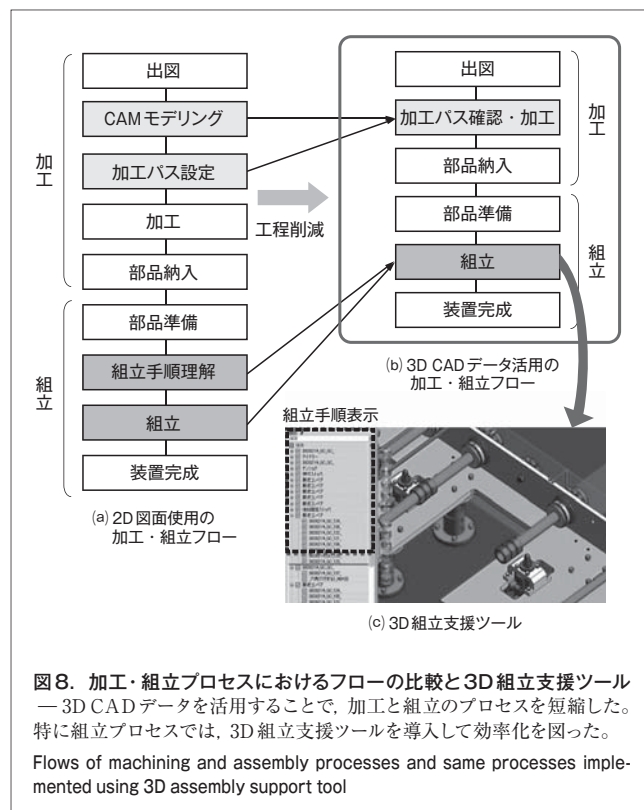 出図
CAMモデリング
加工パス設定
加工
部品納入
加工
部品準備
組立手順理解
組立
装置完成
組立
(a) 2D図面使用の
加工・組立フロー
工程削減
出図
加工パス確認・加工
部品納入
加工
部品準備
組立
装置完成
組立
(b) 3D CADデータ活用の
加工・組立フロー
組立手順表示
(c) 3D組立支援ツール
図8. 加工・組立プロセスにおけるフローの比較と3D組立支援ツール
— 3D CADデータを活用することで, 加工と組立のプロセスを短縮した。
特に組立プロセスでは, 3D組立支援ツールを導入して効率化を図った。
Flows of machining and assembly processes and same processes imple-
mented using 3D assembly support tool